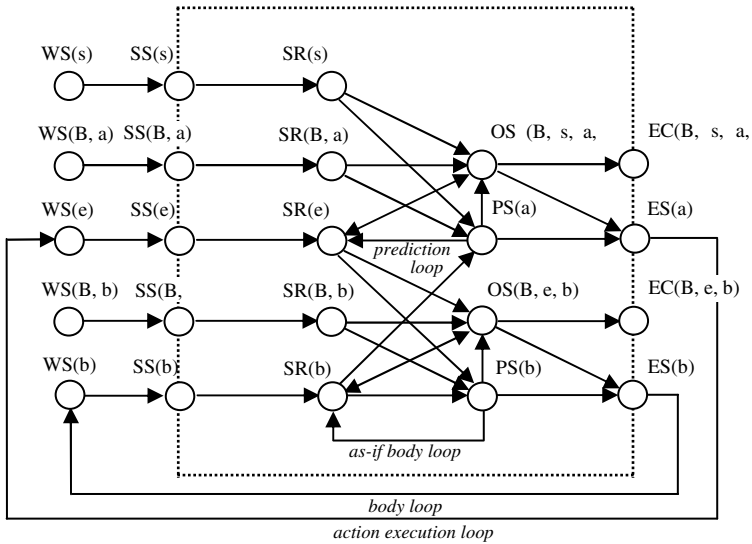 WS(s) SS(s) SR(s)
WS(B, a) SS(B, a) SR(B, a) OS (B, s, a, EC(B, s, a,
WS(e) SS(e) SR(e) PS(a) ES(a)
prediction
loop
WS(B, b) SS(B, SR(B, b) OS(B, e, b) EC(B, e, b)
WS(b) SS(b) SR(b) PS(b) ES(b)
as-if body loop
body loop
action execution loop